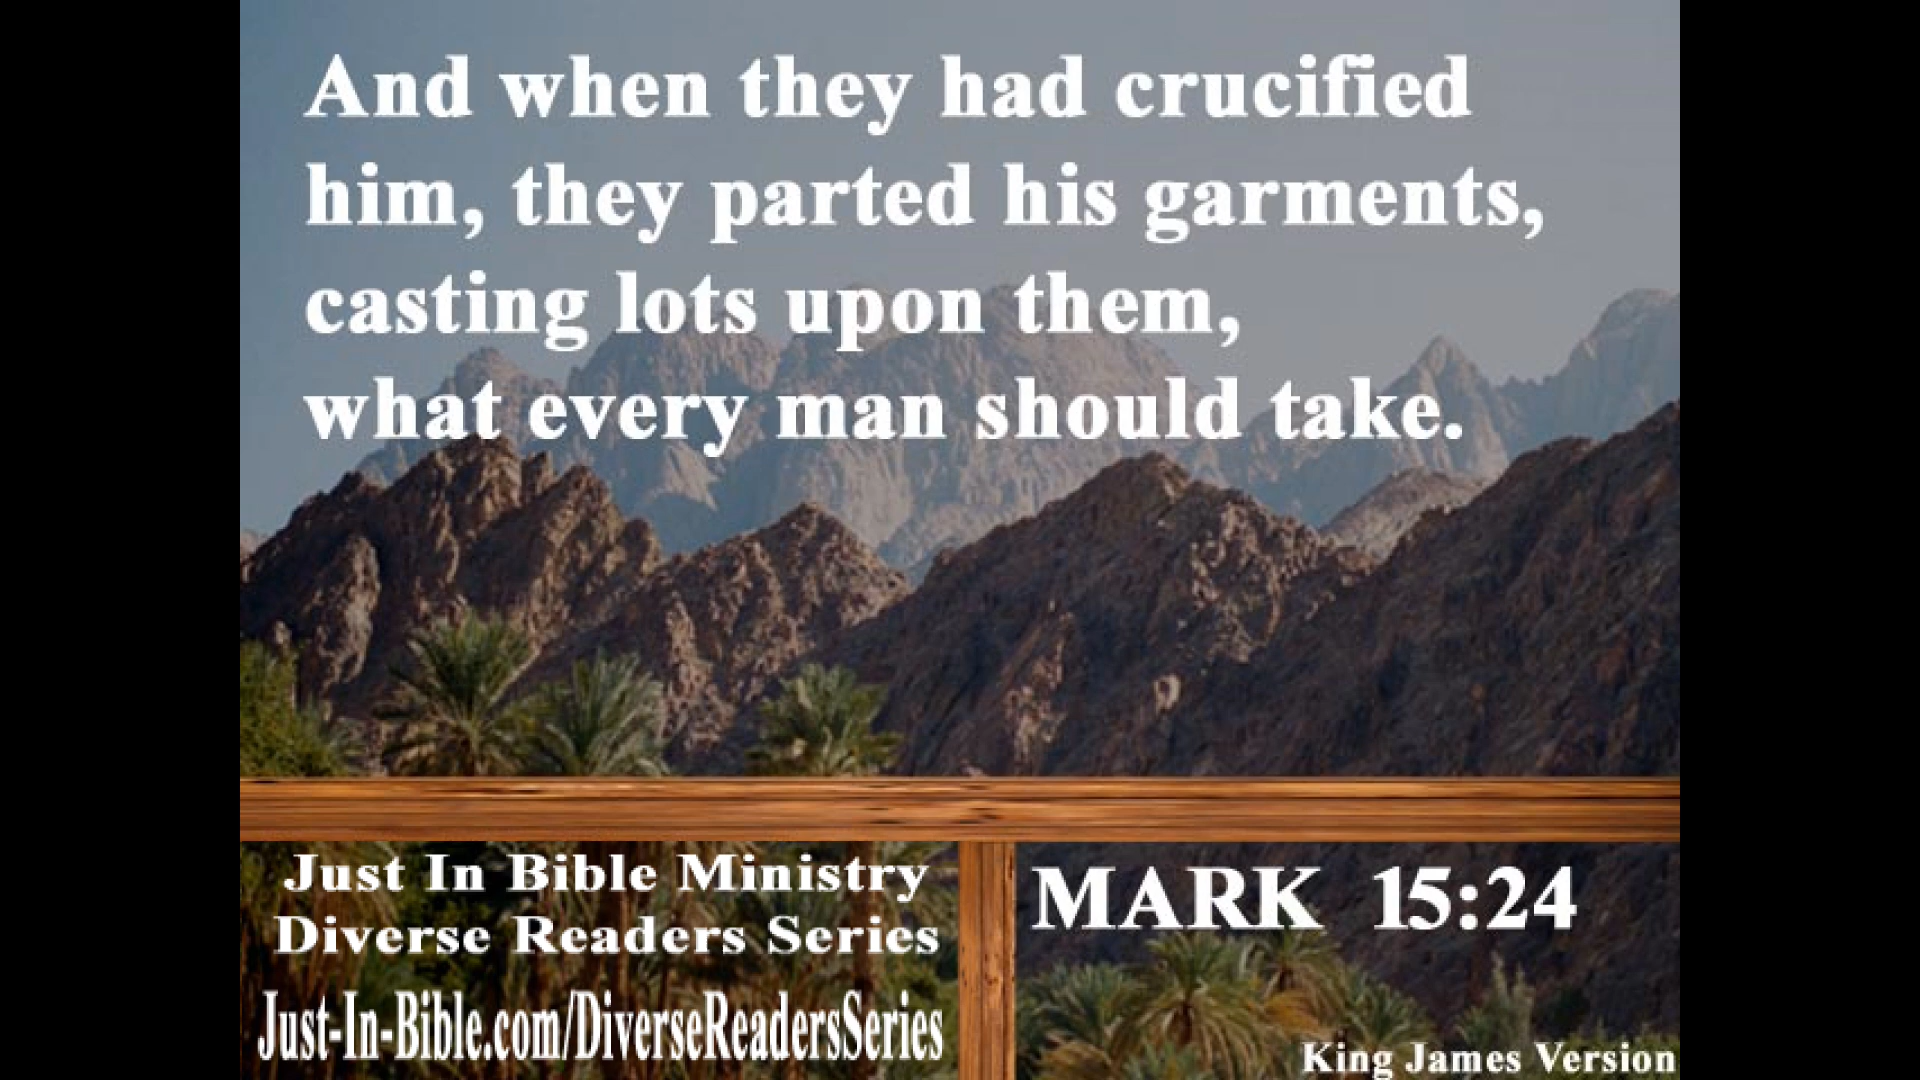 And when they had crucified
him, they parted his garments,
casting lots upon them,
what every man should take.
Just In Bible Ministry
Diverse Readers Series
Just-In-Bible.com/DiverseReadersSeries
MARK 15:24
King James Version